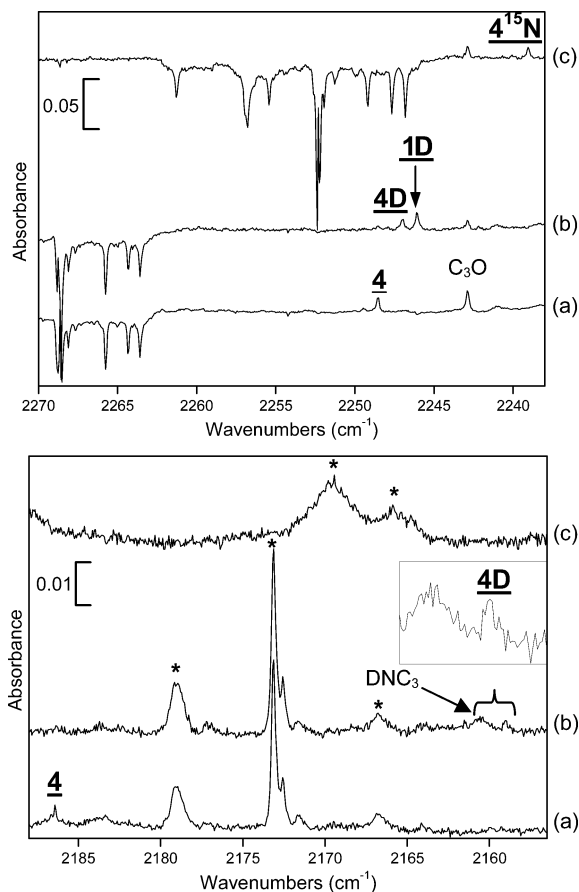 4¹⁵N
(c)
0.05
1D
4D
(b)
4
C₃O
(a)
Absorbance
2270 2265 2260 2255 2250 2245 2240
Wavenumbers (cm⁻¹)
*
*
(c)
*
0.01
4D
*
DNC₃
*
(b)
4
(a)
Absorbance
2185 2180 2175 2170 2165 2160
Wavenumbers (cm⁻¹)